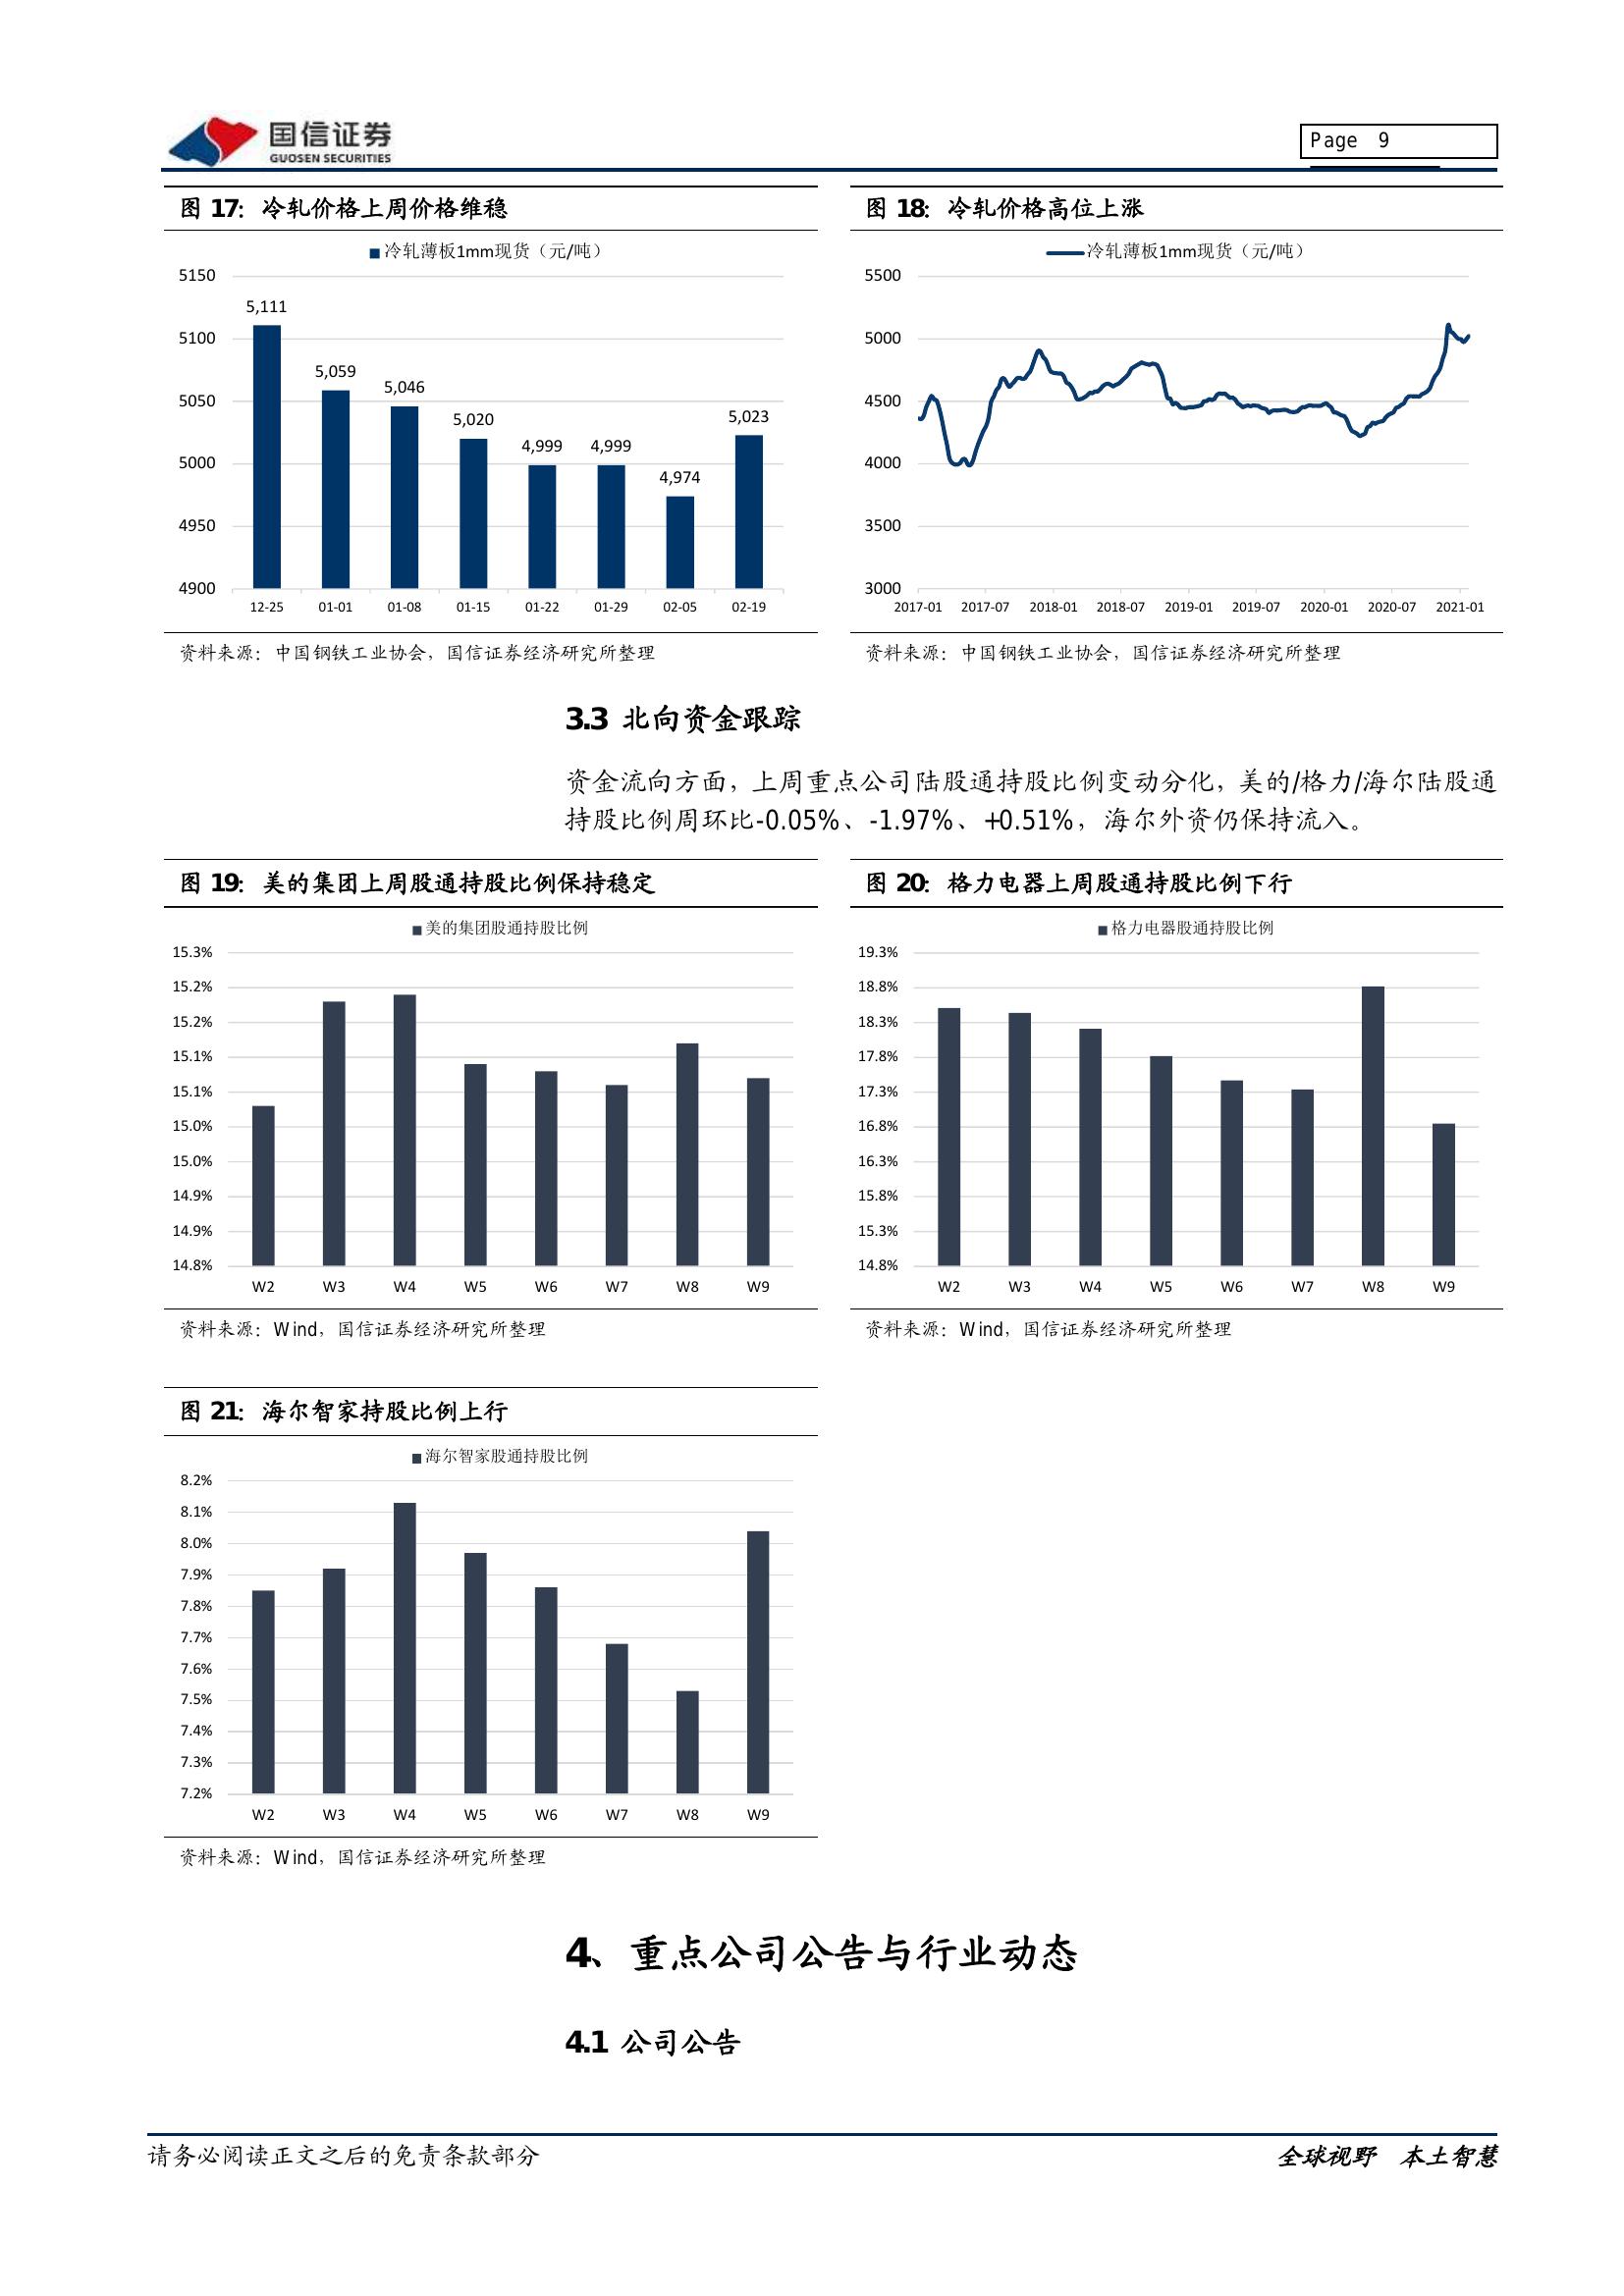 国信证券
GUOSEN SECURITIES
Page 9
图 17：冷轧价格上周价格维稳
冷轧薄板1mm现货（元/吨）
5150
5100
5050
5000
4950
4900
5,111
5,059
5,046
5,020
4,999
4,999
4,974
5,023
12-25 01-01 01-08 01-15 01-22 01-29 02-05 02-19
资料来源：中国钢铁工业协会，国信证券经济研究所整理
图 18：冷轧价格高位上涨
冷轧薄板1mm现货（元/吨）
5500
5000
4500
4000
3500
3000
2017-01 2017-07 2018-01 2018-07 2019-01 2019-07 2020-01 2020-07 2021-01
资料来源：中国钢铁工业协会，国信证券经济研究所整理
3.3 北向资金跟踪
资金流向方面，上周重点公司陆股通持股比例变动分化，美的/格力/海尔陆股通
持股比例周环比-0.05%、-1.97%、+0.51%，海尔外资仍保持流入。
图 19：美的集团上周股通持股比例保持稳定
美的集团股通持股比例
15.3%
15.2%
15.2%
15.1%
15.1%
15.0%
15.0%
14.9%
14.9%
14.8%
W2 W3 W4 W5 W6 W7 W8 W9
资料来源：Wind，国信证券经济研究所整理
图 20：格力电器上周股通持股比例下行
格力电器股通持股比例
19.3%
18.8%
18.3%
17.8%
17.3%
16.8%
16.3%
15.8%
15.3%
14.8%
W2 W3 W4 W5 W6 W7 W8 W9
资料来源：Wind，国信证券经济研究所整理
图 21：海尔智家持股比例上行
海尔智家股通持股比例
8.2%
8.1%
8.0%
7.9%
7.8%
7.7%
7.6%
7.5%
7.4%
7.3%
7.2%
W2 W3 W4 W5 W6 W7 W8 W9
资料来源：Wind，国信证券经济研究所整理
4、重点公司公告与行业动态
4.1 公司公告
请务必阅读正文之后的免责条款部分
全球视野 本土智慧